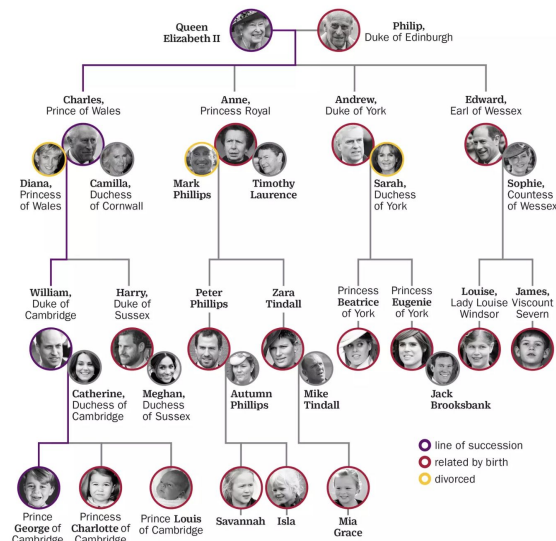 Queen
Elizabeth II
Philip,
Duke of Edinburgh
Charles,
Prince of Wales
Anne,
Princess Royal
Andrew,
Duke of York
Edward,
Earl of Wessex
Diana,
Princess
of Wales
Camilla,
Duchess
of Cornwall
Mark
Phillips
Timothy
Laurence
Sarah,
Duchess
of York
Sophie,
Countess
of Wessex
William,
Duke of
Cambridge
Harry,
Duke of
Sussex
Peter
Phillips
Zara
Tindall
Princess
Beatrice
of York
Princess
Eugenie
of York
Louise,
Lady Louise
Windsor
James,
Viscount
Severn
Catherine,
Duchess of
Cambridge
Meghan,
Duchess
of Sussex
Autumn
Phillips
Mike
Tindall
Jack
Brooksbank
line of succession
related by birth
divorced
Prince
George of
Cambridge
Princess
Charlotte of
Cambridge
Prince Louis
of Cambridge
Savannah
Isla
Mia
Grace